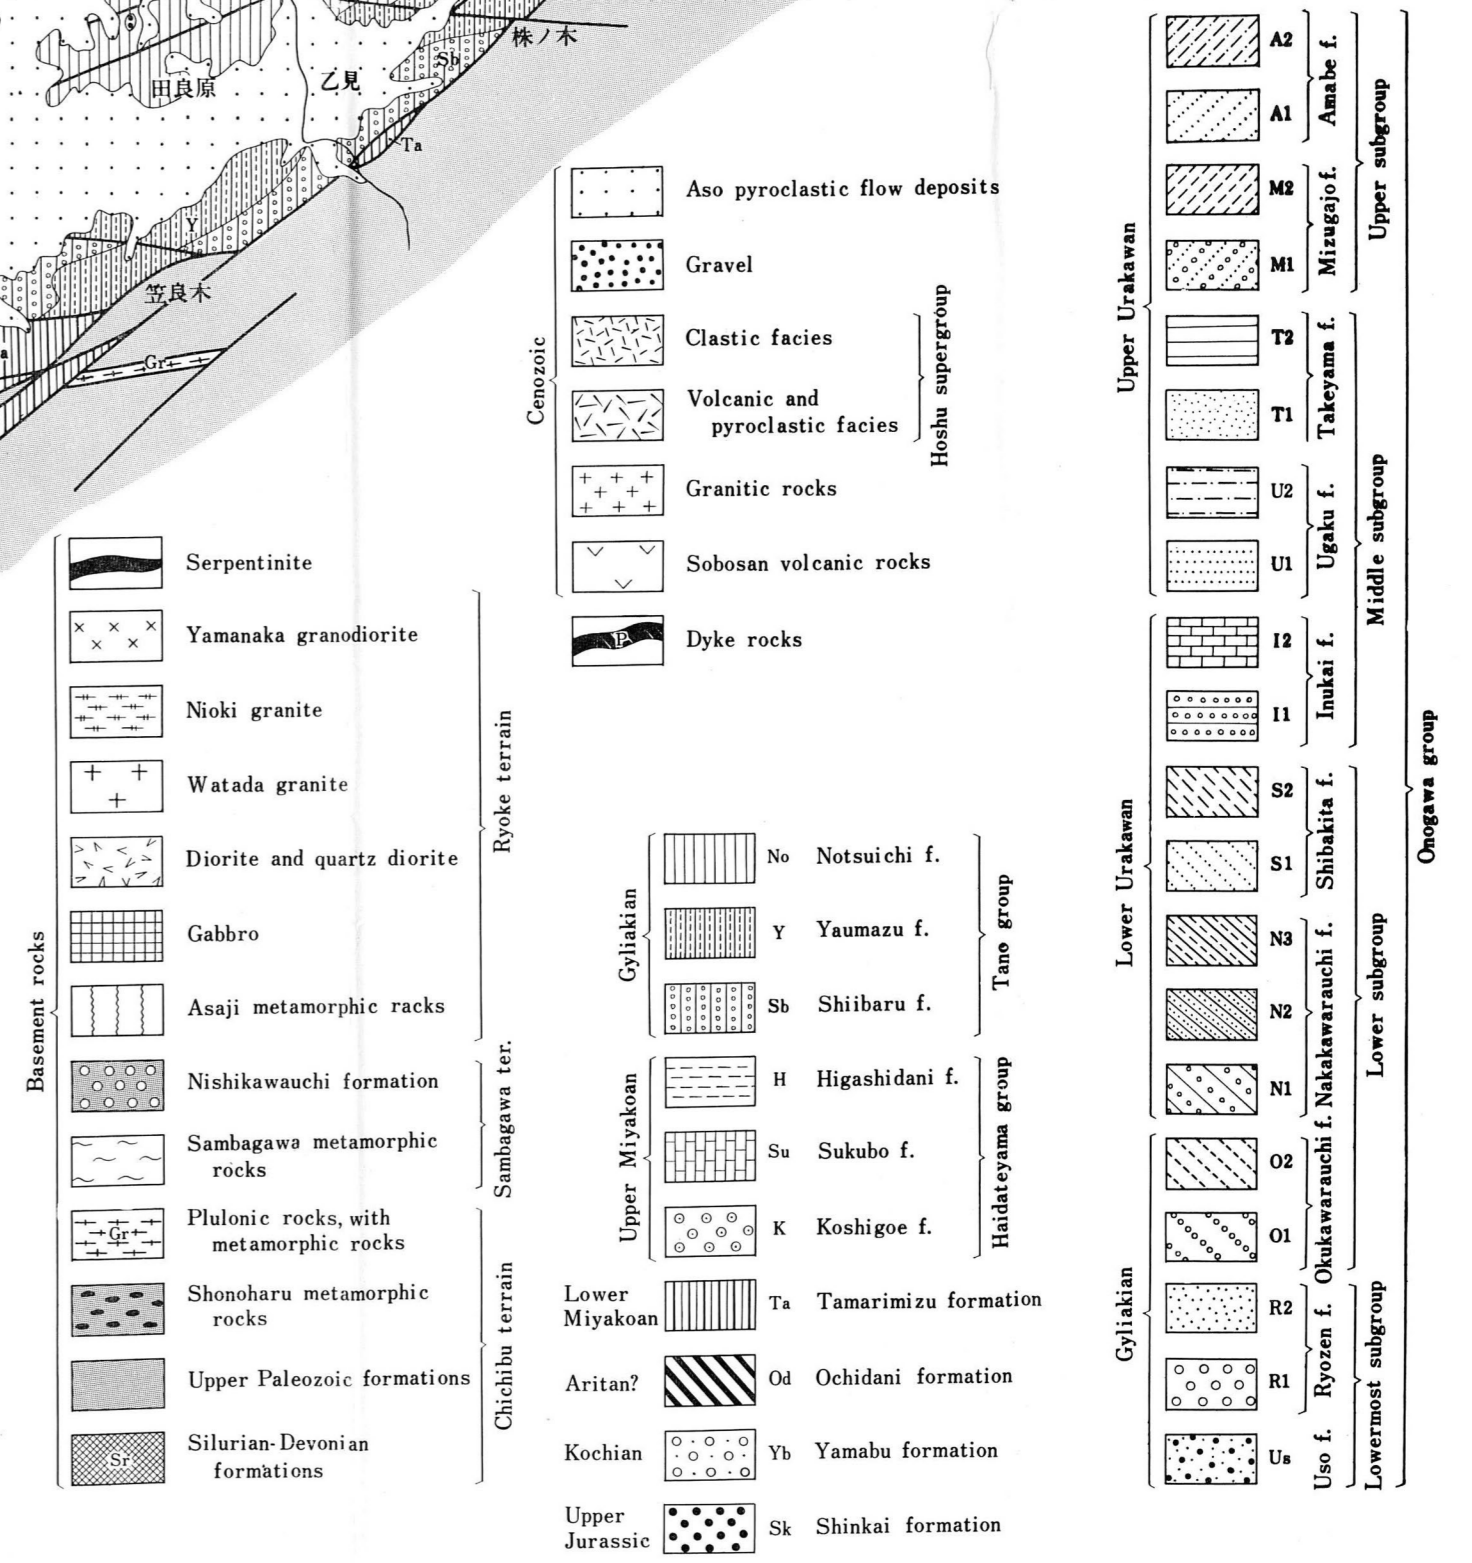 株ノ木
Sb
田良原
乙見
Ta
Y
笠良木
a
Gr
Cenozoic
Aso pyroclastic flow deposits
Gravel
Clastic facies
Volcanic and
pyroclastic facies
Hoshu supergroup
Granitic rocks
Sobosan volcanic rocks
P
Dyke rocks
Basement rocks
Serpentinite
Yamanaka granodiorite
Nioki granite
Watada granite
Diorite and quartz diorite
Gabbro
Asaji metamorphic racks
Ryoke terrain
Nishikawauchi formation
Sambagawa metamorphic
rocks
Sambagawa ter.
Gr
Plulonic rocks, with
metamorphic rocks
Shonoharu metamorphic
rocks
Upper Paleozoic formations
Sr
Silurian-Devonian
formations
Chichibu terrain
Gyliakian
No Notsuichi f.
Y Yaumazu f.
Sb Shiibaru f.
Tano group
Upper Miyakoan
H Higashidani f.
Su Sukubo f.
K Koshigoe f.
Haidateyama group
Lower
Miyakoan
Ta Tamarimizu formation
Aritan?
Od Ochidani formation
Kochian
Yb Yamabu formation
Upper
Jurassic
Sk Shinkai formation
Upper Urakawan
A2
A1
Amabe f.
M2
M1
Mizugajo f.
Upper subgroup
T2
T1
Takeyama f.
U2
U1
Ugaku f.
Middle subgroup
Lower Urakawan
I2
I1
Inukai f.
S2
S1
Shibakita f.
N3
N2
N1
Nakakawarauchi f.
Lower subgroup
Gyliakian
O2
O1
Okukawarauchi f.
R2
R1
Ryozen f.
Us
Uso f.
Lowermost subgroup
Onogawa group